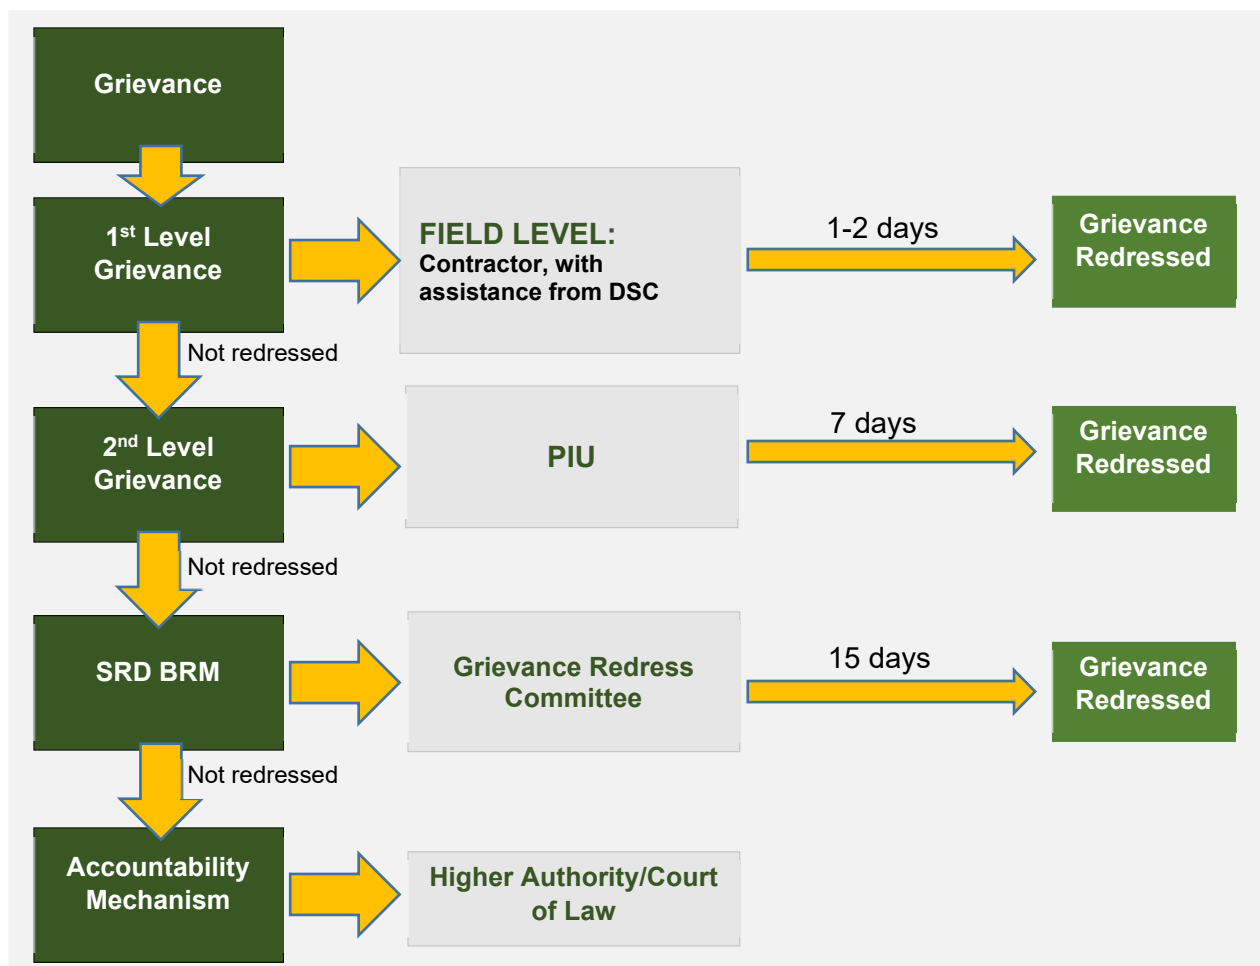 Grievance
1st Level
Grievance
FIELD LEVEL:
Contractor, with
assistance from DSC
1-2 days
Grievance
Redressed
Not redressed
2nd Level
Grievance
PIU
7 days
Grievance
Redressed
Not redressed
SRD BRM
Grievance Redress
Committee
15 days
Grievance
Redressed
Not redressed
Accountability
Mechanism
Higher Authority/Court
of Law